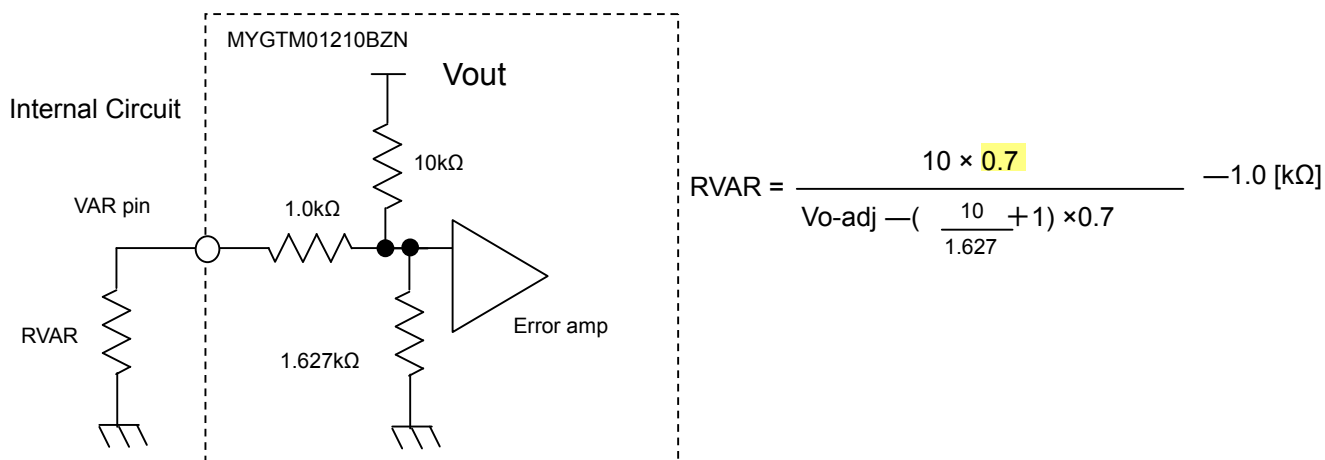 MYGTM01210BZN
Vout
Internal Circuit
10kΩ
VAR pin
1.0kΩ
RVAR
1.627kΩ
Error amp
RVAR =
10 × 0.7
Vo-adj —( 10 +1) ×0.7
1.627
—1.0 [kΩ]